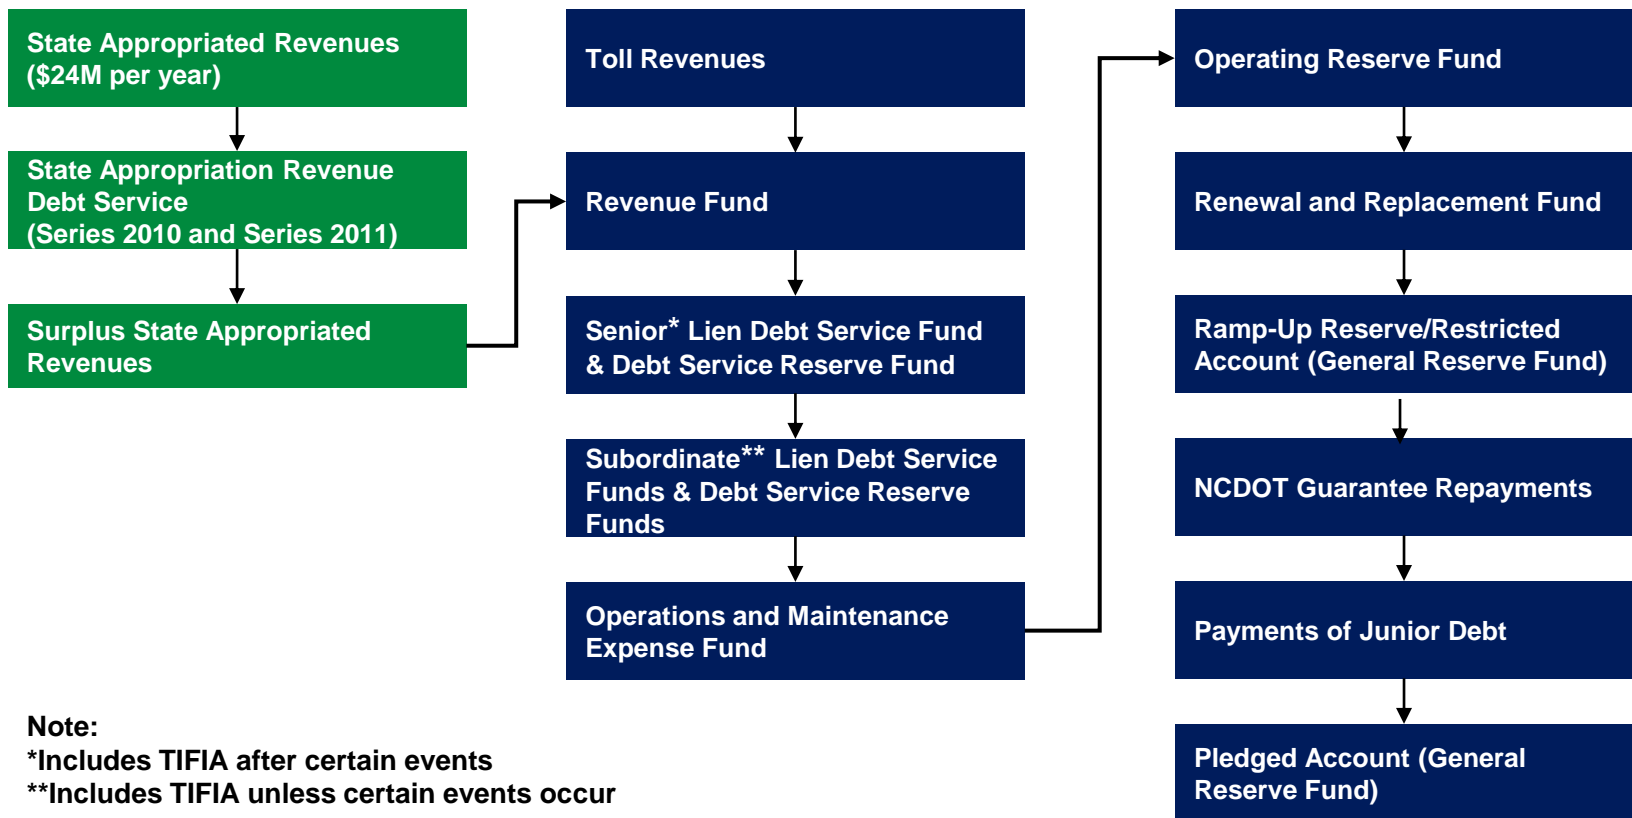 State Appropriated Revenues
($24M per year)
State Appropriation Revenue
Debt Service
(Series 2010 and Series 2011)
Surplus State Appropriated
Revenues
Toll Revenues
Revenue Fund
Senior* Lien Debt Service Fund
& Debt Service Reserve Fund
Subordinate** Lien Debt Service
Funds & Debt Service Reserve
Funds
Operations and Maintenance
Expense Fund
Operating Reserve Fund
Renewal and Replacement Fund
Ramp-Up Reserve/Restricted
Account (General Reserve Fund)
NCDOT Guarantee Repayments
Payments of Junior Debt
Pledged Account (General
Reserve Fund)
Note:
*Includes TIFIA after certain events
**Includes TIFIA unless certain events occur